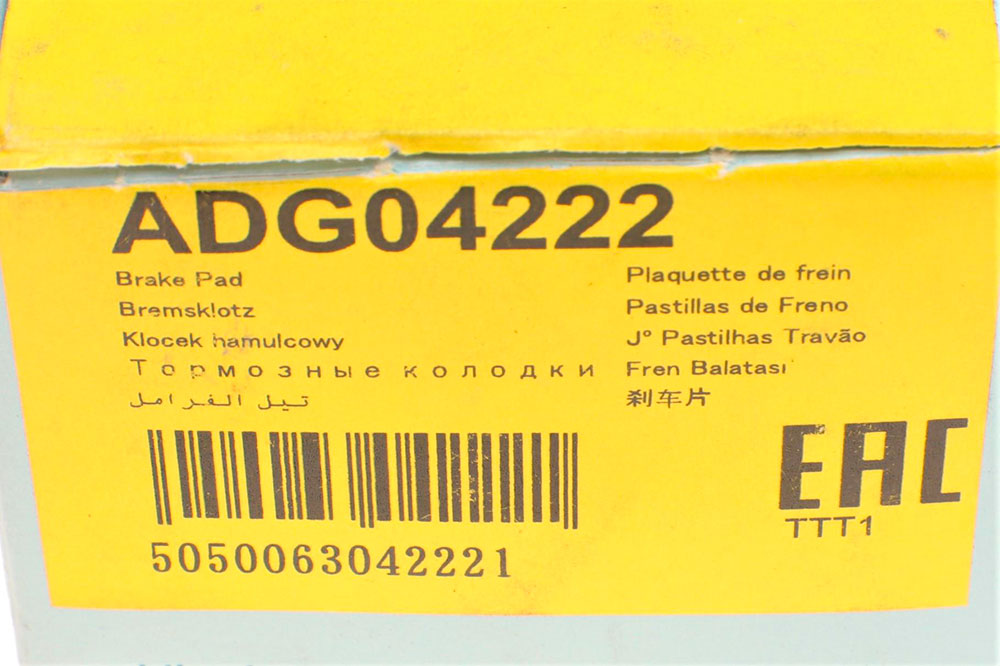 ADG04222
Brake Pad
Bremsklotz
Klocek hamulcowy
Тормозные колодки
تيل الفرامل
Plaquette de frein
Pastillas de Freno
Jº Pastilhas Travão
Fren Balatası
刹车片
EAC
TTT1
5050063042221